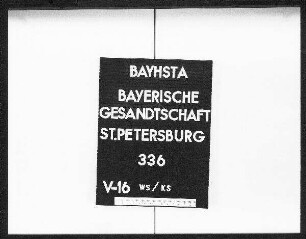 BAYHSTA
BAYERISCHE
GESANDTSCHAFT
ST.PETERSBURG
336
V-16 WS/KS